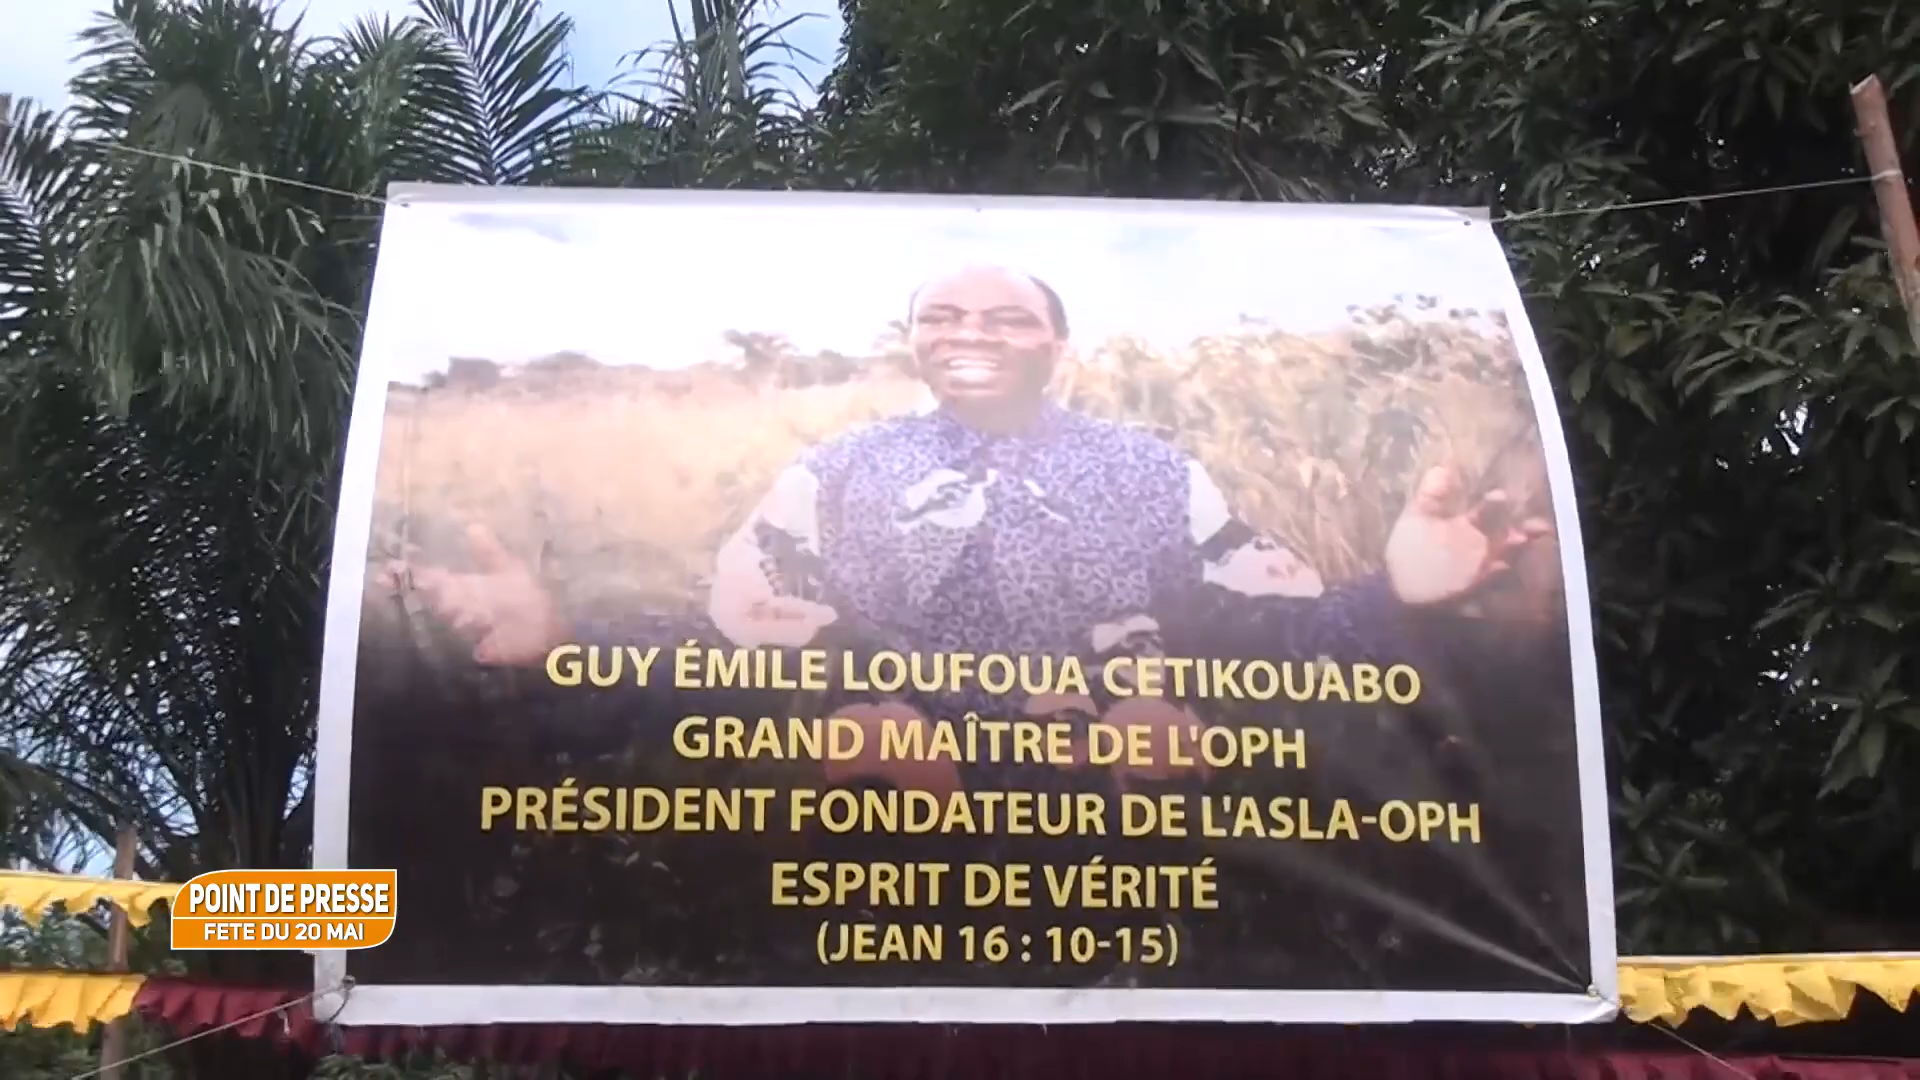 GUY ÉMILE LOUFOUA CETIKOUABO
GRAND MAÎTRE DE L'OPH
PRÉSIDENT FONDATEUR DE L'ASLA-OPH
ESPRIT DE VÉRITÉ
(JEAN 16 : 10-15)
POINT DE PRESSE
FETE DU 20 MAI